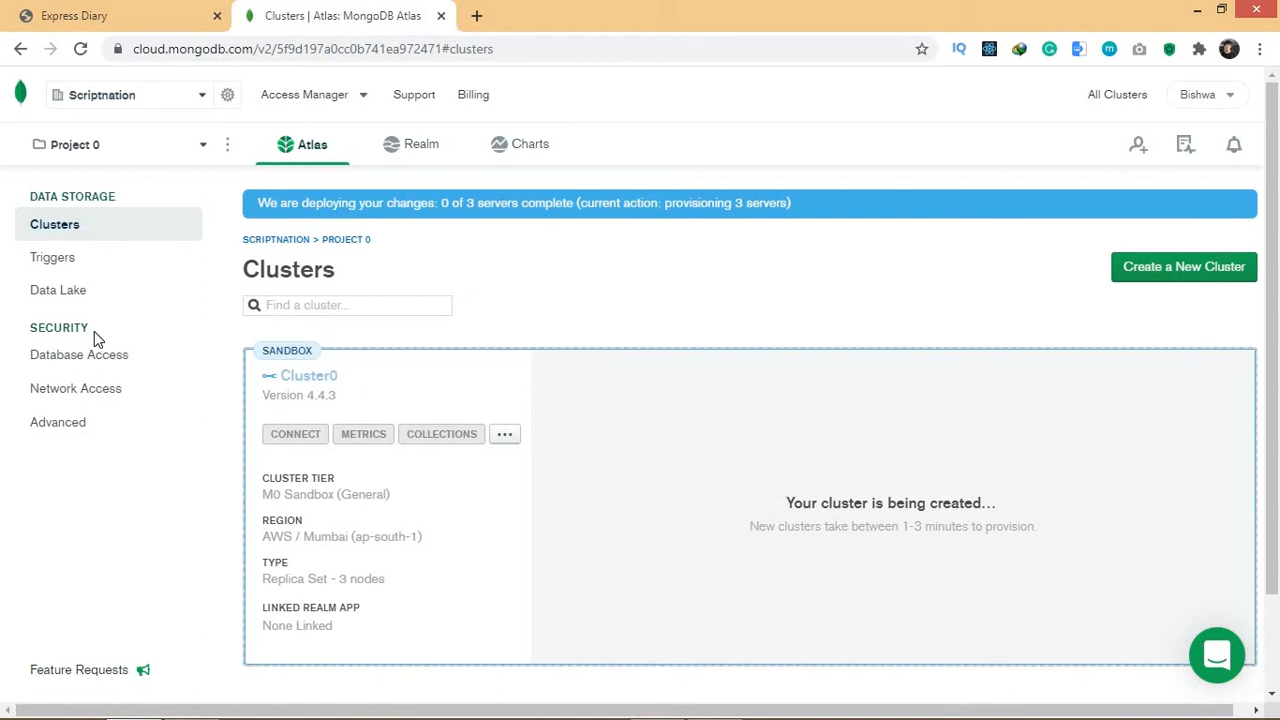 Express Diary
Clusters | Atlas: MongoDB Atlas
cloud.mongodb.com/v2/5f9d197a0cc0b741ea972471#clusters
Scriptnation
Access Manager
Support
Billing
All Clusters
Bishwa
Project 0
Atlas
Realm
Charts
DATA STORAGE
Clusters
Triggers
Data Lake
SECURITY
Database Access
Network Access
Advanced
Feature Requests
We are deploying your changes: 0 of 3 servers complete (current action: provisioning 3 servers)
SCRIPTNATION > PROJECT 0
Clusters
Create a New Cluster
Find a cluster...
SANDBOX
Cluster0
Version 4.4.3
CONNECT METRICS COLLECTIONS ...
CLUSTER TIER
M0 Sandbox (General)
REGION
AWS / Mumbai (ap-south-1)
TYPE
Replica Set - 3 nodes
LINKED REALM APP
None Linked
Your cluster is being created...
New clusters take between 1-3 minutes to provision.